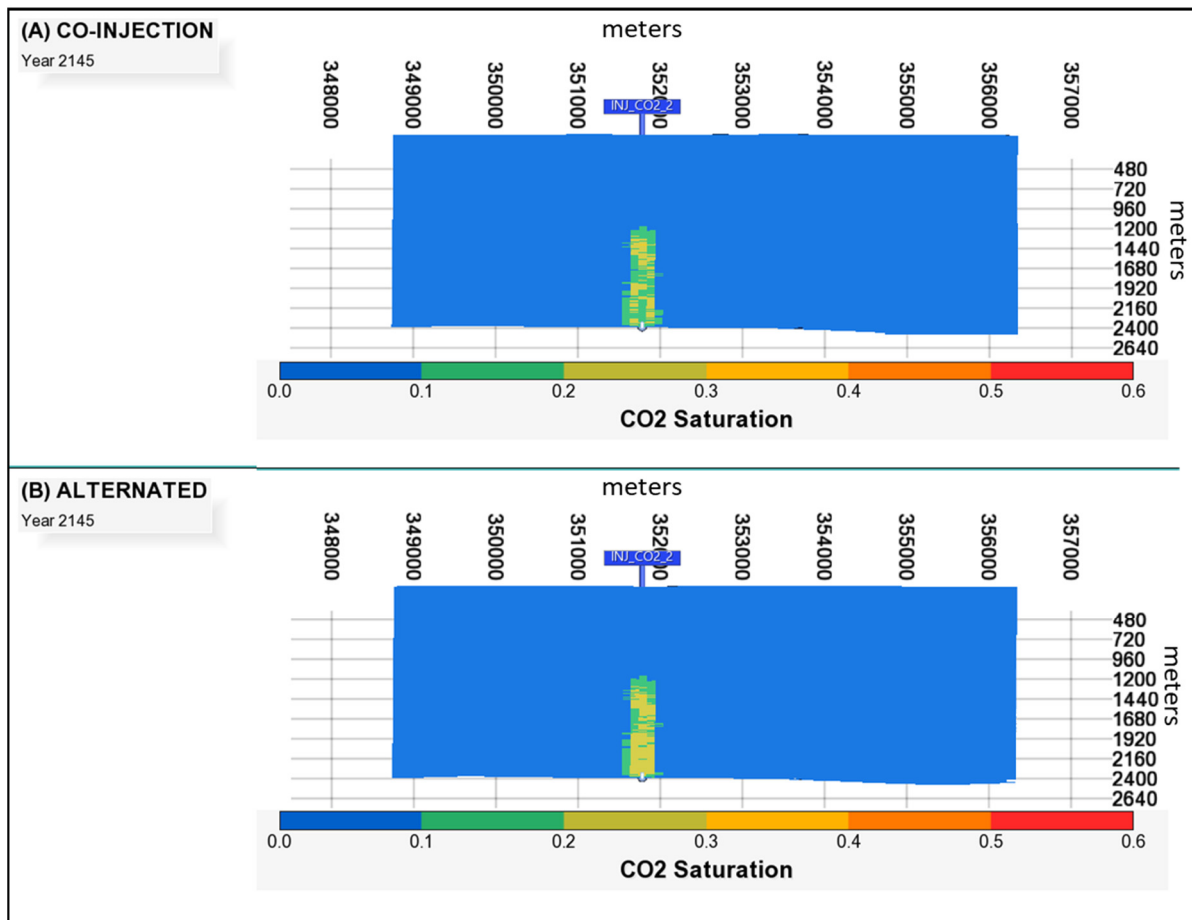 (A) CO-INJECTION
Year 2145
meters
348000 349000 350000 351000 352000 353000 354000 355000 356000 357000
INJ_CO2_2
480
720
960
1200
1440
1680
1920
2160
2400
2640
meters
0.0 0.1 0.2 0.3 0.4 0.5 0.6
CO2 Saturation
(B) ALTERNATED
Year 2145
meters
348000 349000 350000 351000 352000 353000 354000 355000 356000 357000
INJ_CO2_2
480
720
960
1200
1440
1680
1920
2160
2400
2640
meters
0.0 0.1 0.2 0.3 0.4 0.5 0.6
CO2 Saturation